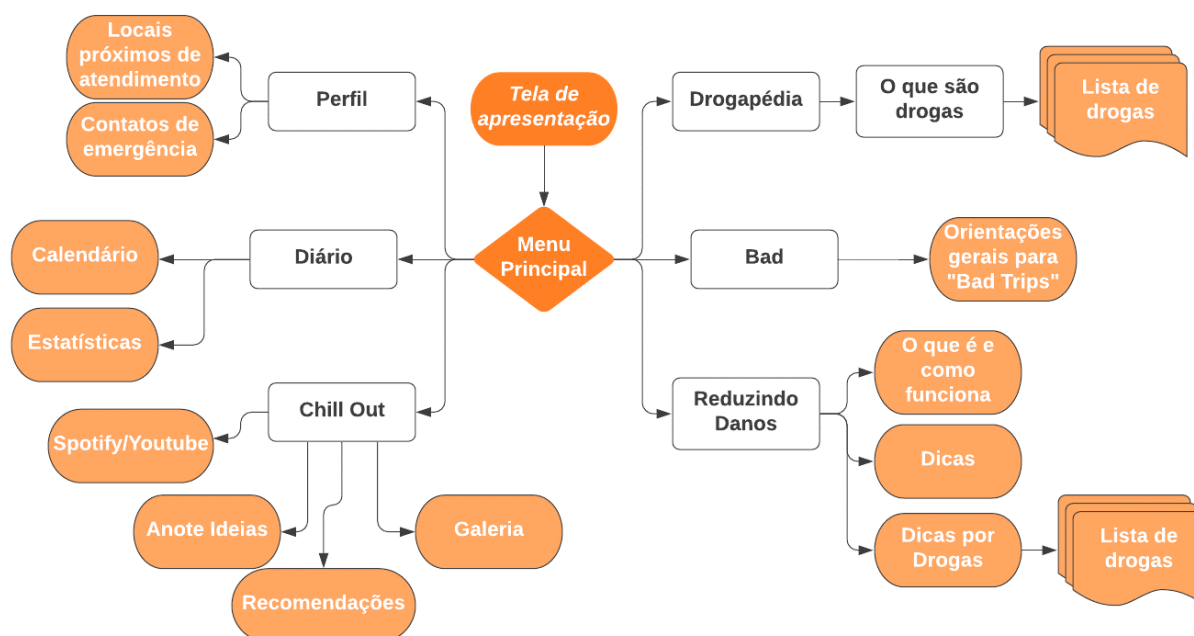 Locais
próximos de
atendimento
Contatos de
emergência
Perfil
Tela de
apresentação
Drogapédia
O que são
drogas
Lista de
drogas
Calendário
Estatísticas
Diário
Menu
Principal
Bad
Orientações
gerais para
"Bad Trips"
Chill Out
Spotify/Youtube
Anote Ideias
Recomendações
Galeria
Reduzindo
Danos
O que é e
como
funciona
Dicas
Dicas por
Drogas
Lista de
drogas